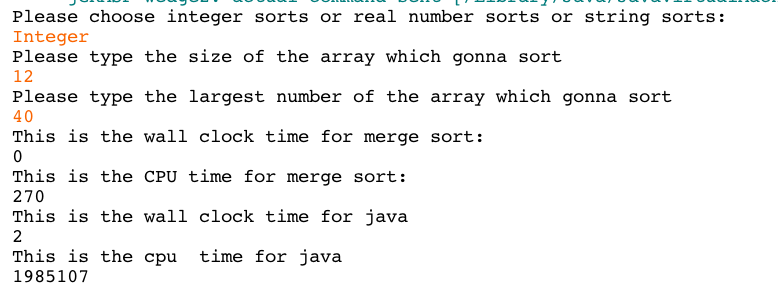 Please choose integer sorts or real number sorts or string sorts:
Integer
Please type the size of the array which gonna sort
12
Please type the largest number of the array which gonna sort
40
This is the wall clock time for merge sort:
0
This is the CPU time for merge sort:
270
This is the wall clock time for java
2
This is the cpu  time for java
1985107